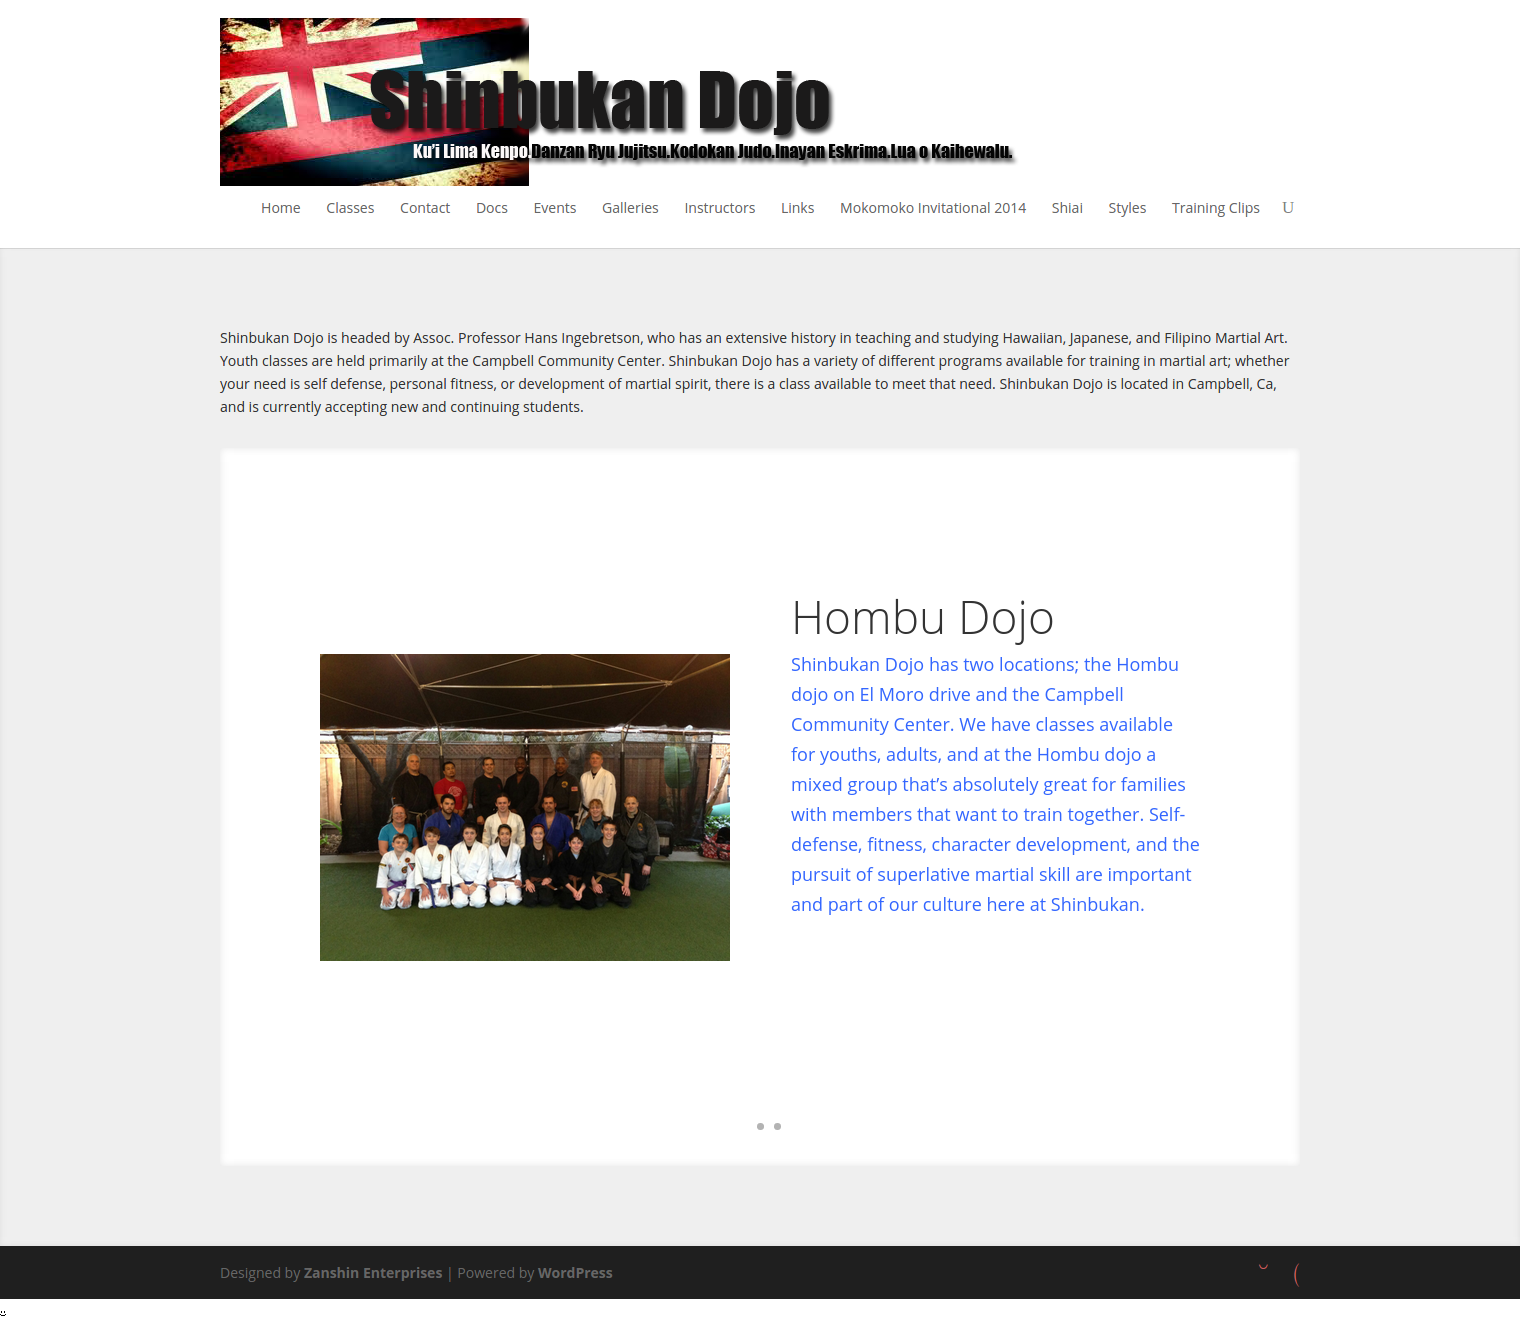 Shinbukan Dojo
Ku'i Lima Kenpo.Danzan Ryu Jujitsu.Kodokan Judo.Inayan Eskrima.Lua o Kaihewalu.
Home Classes Contact Docs Events Galleries Instructors Links Mokomoko Invitational 2014 Shiai Styles Training Clips U
Shinbukan Dojo is headed by Assoc. Professor Hans Ingebretson, who has an extensive history in teaching and studying Hawaiian, Japanese, and Filipino Martial Art.
Youth classes are held primarily at the Campbell Community Center. Shinbukan Dojo has a variety of different programs available for training in martial art; whether
your need is self defense, personal fitness, or development of martial spirit, there is a class available to meet that need. Shinbukan Dojo is located in Campbell, Ca,
and is currently accepting new and continuing students.
Hombu Dojo
Shinbukan Dojo has two locations; the Hombu
dojo on El Moro drive and the Campbell
Community Center. We have classes available
for youths, adults, and at the Hombu dojo a
mixed group that’s absolutely great for families
with members that want to train together. Self-
defense, fitness, character development, and the
pursuit of superlative martial skill are important
and part of our culture here at Shinbukan.
Designed by Zanshin Enterprises | Powered by WordPress